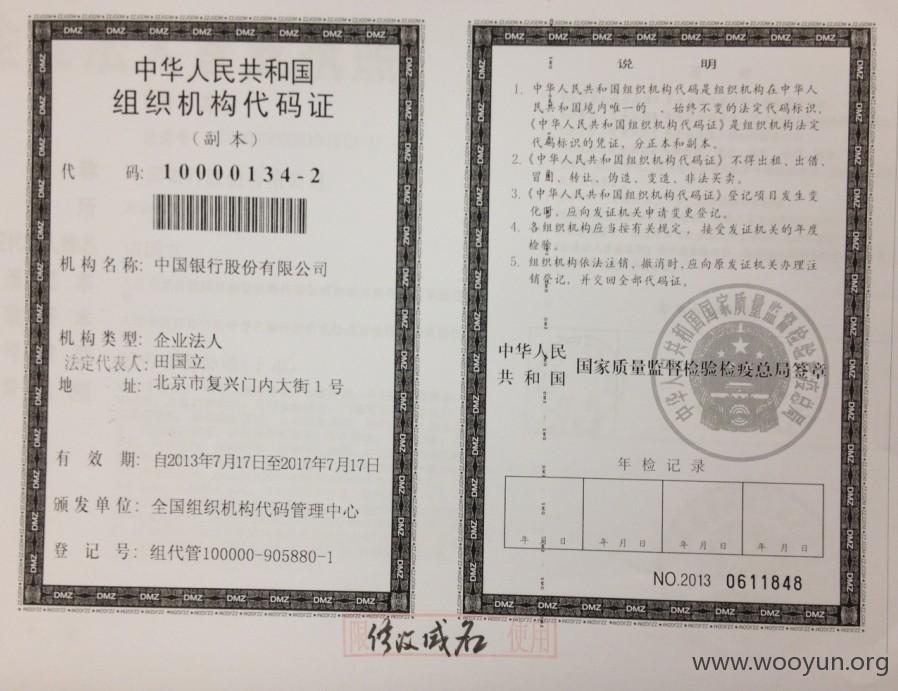 中华人民共和国
组织机构代码证
（副本）
代 码: 10000134-2
机构名称: 中国银行股份有限公司
机构类型: 企业法人
法定代表人: 田国立
地 址: 北京市复兴门内大街1号
有 效 期: 自2013年7月17日至2017年7月17日
颁发单位: 全国组织机构代码管理中心
登 记 号: 组代管100000-905880-1
说 明
1. 中华人民共和国组织机构代码是组织机构在中华人
民共和国境内唯一的 、始终不变的法定代码标识，
《中华人民共和国组织机构代码证》是组织机构法定
代码标识的凭证，分正本和副本。
2.《中华人民共和国组织机构代码证》不得出租、出借、
冒用、转让、伪造、变造、非法买卖。
3.《中华人民共和国组织机构代码证》登记项目发生变
化时，应向发证机关申请变更登记。
4. 各组织机构应当按有关规定，接受发证机关的年度
检验。
5. 组织机构依法注销、撤消时，应向原发证机关办理注
销登记，并交回全部代码证。
中华人民
共和国 国家质量监督检验检疫总局签章
中华人民共和国国家质量监督检验检疫总局
年检记录
年 月 日 年 月 日 年 月 日 年 月 日
NO.2013 0611848
限 修改域名 使用
www.wooyun.org